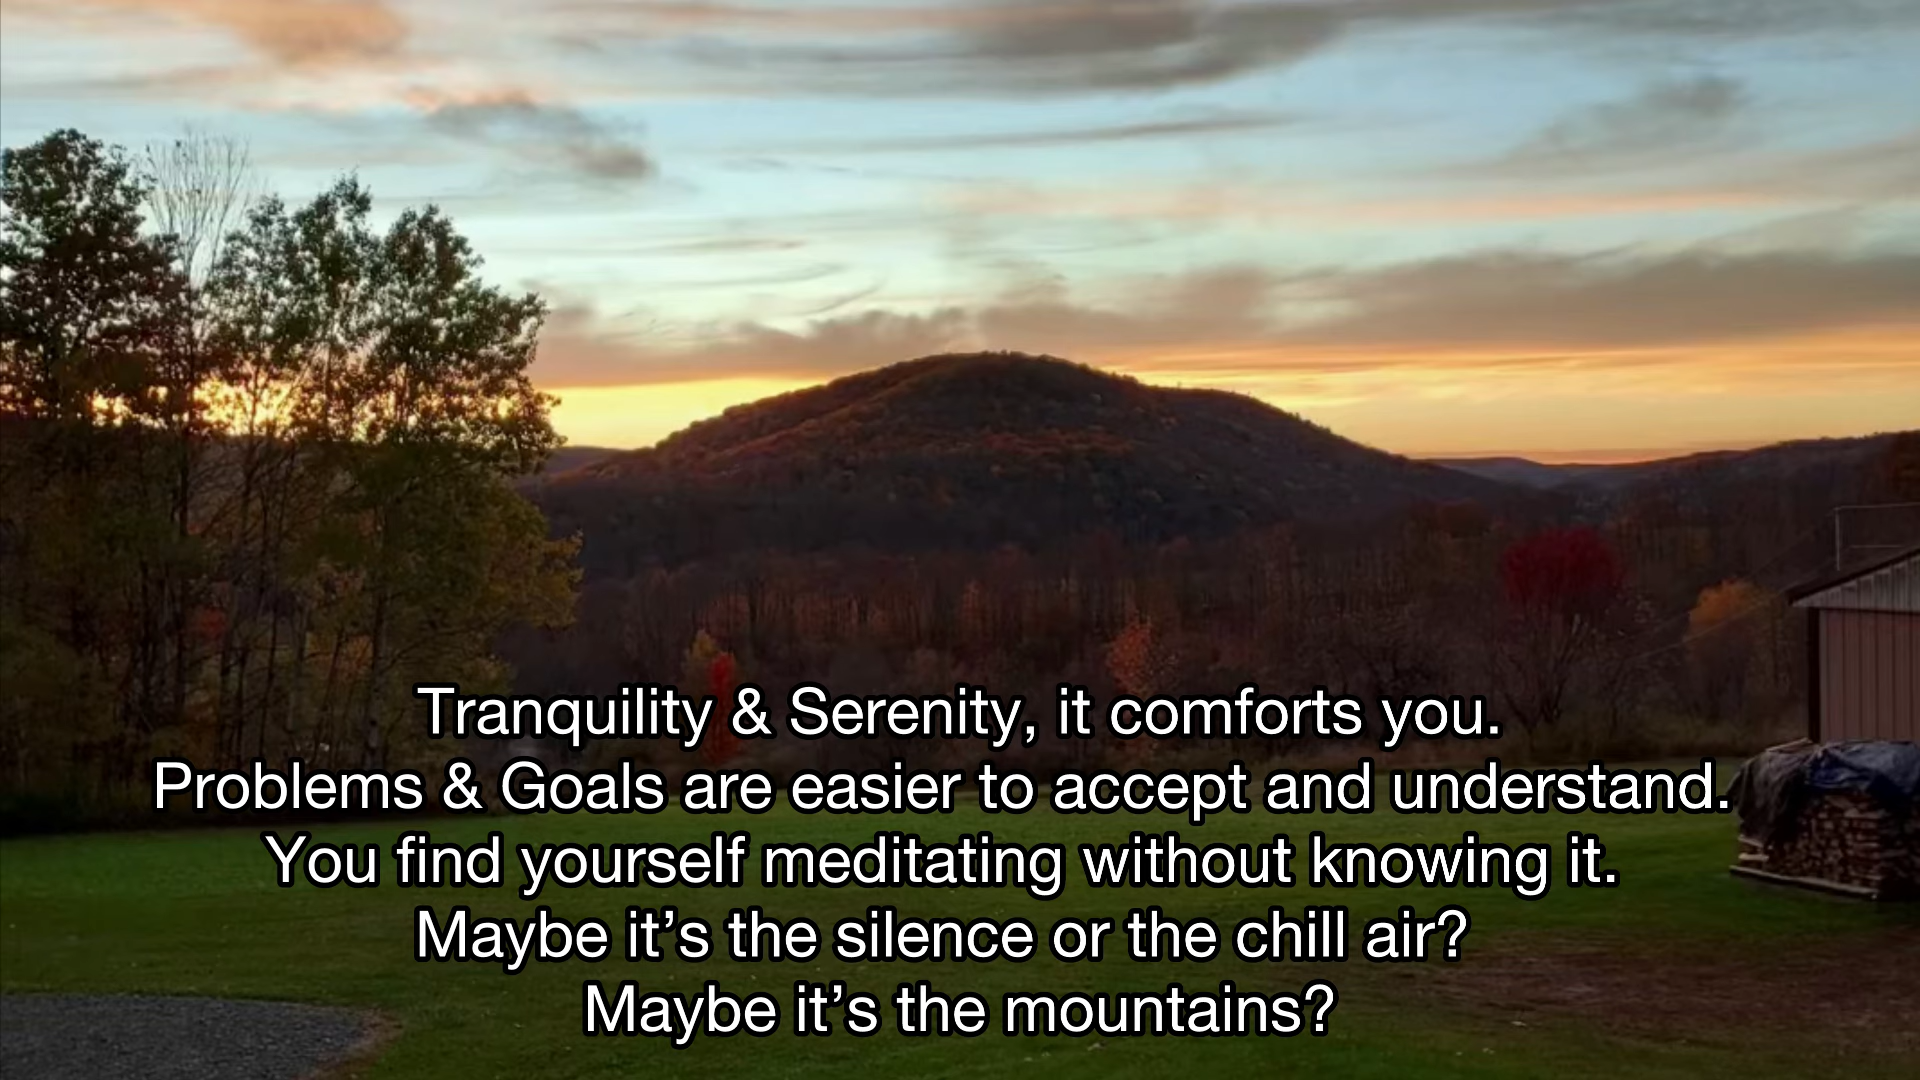 Tranquility & Serenity, it comforts you.
Problems & Goals are easier to accept and understand.
You find yourself meditating without knowing it.
Maybe it’s the silence or the chill air?
Maybe it’s the mountains?